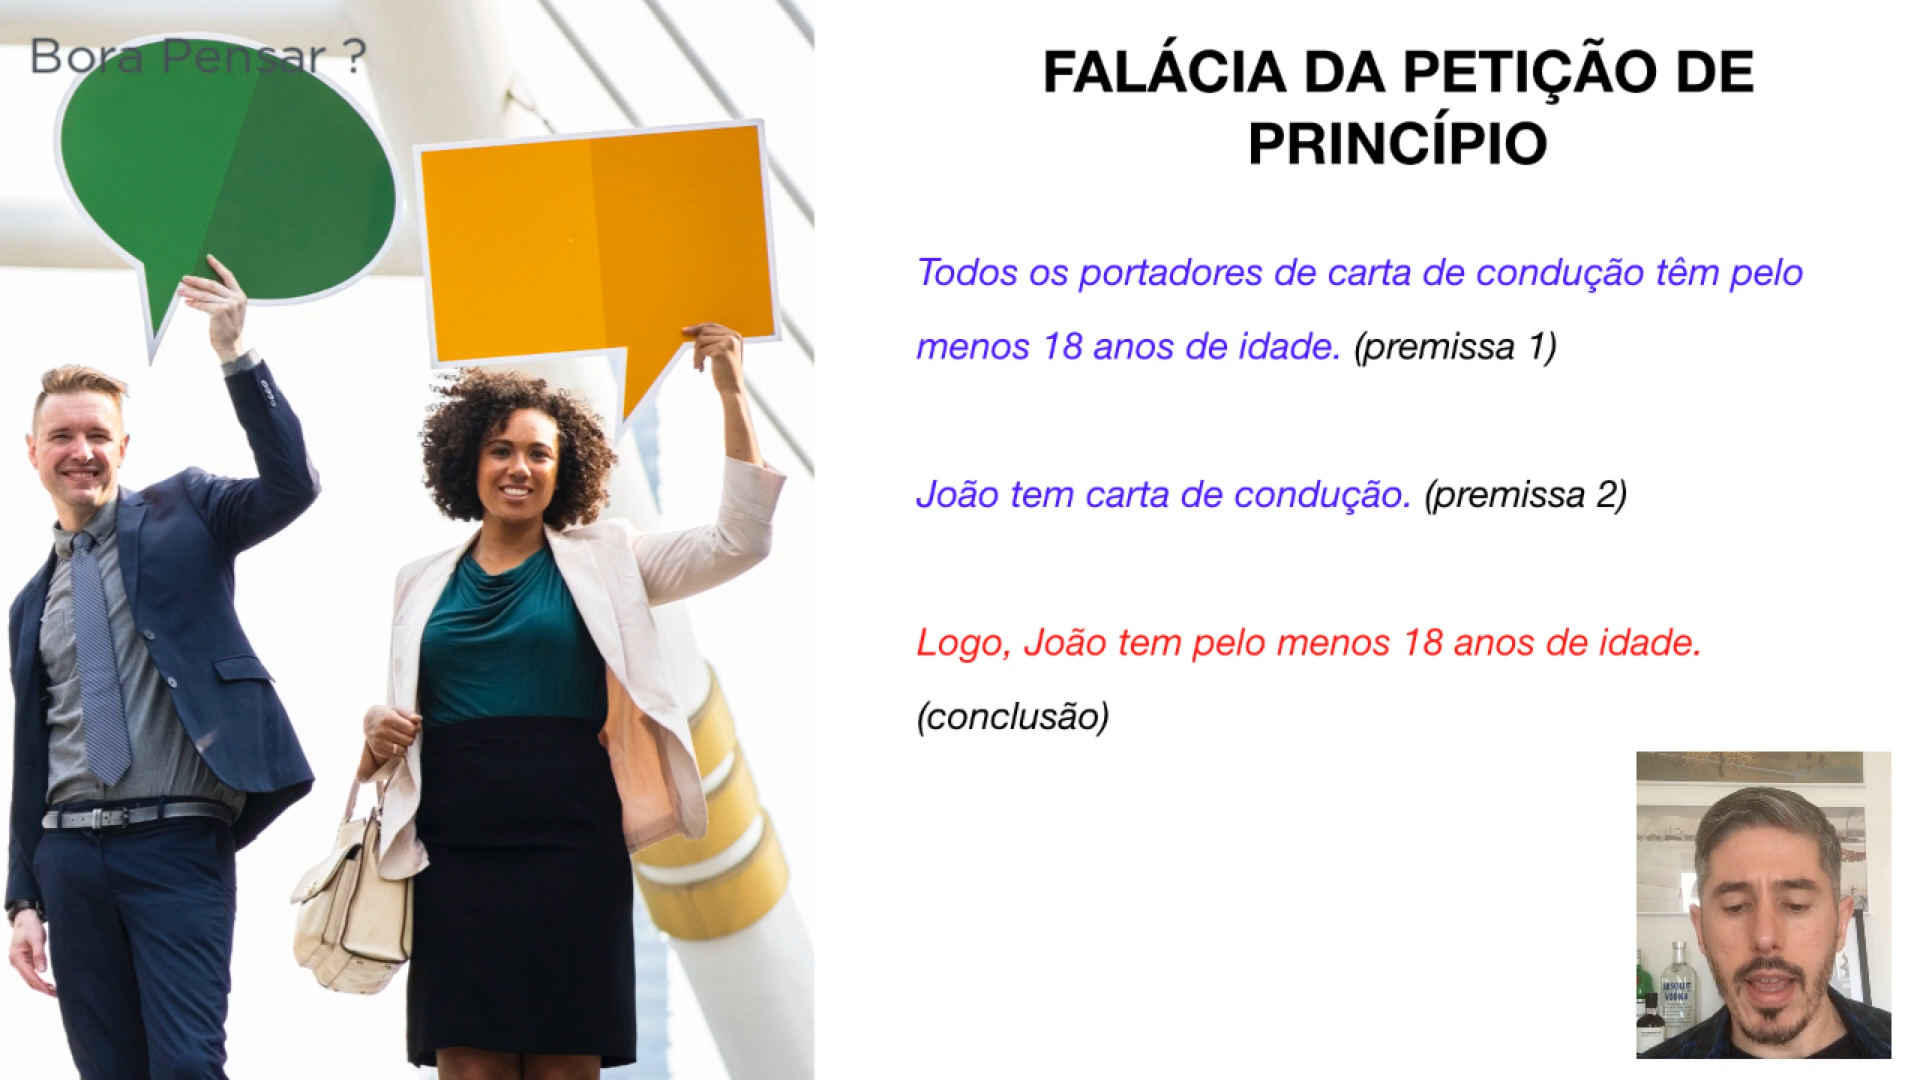 Bora Pensar ?
FALÁCIA DA PETIÇÃO DE
PRINCÍPIO
Todos os portadores de carta de condução têm pelo
menos 18 anos de idade. (premissa 1)
João tem carta de condução. (premissa 2)
Logo, João tem pelo menos 18 anos de idade.
(conclusão)
ABSOLUT
VODKA